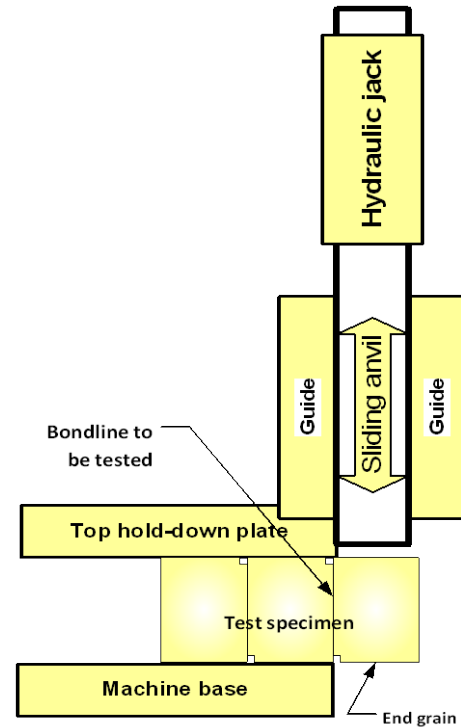 Hydraulic jack
Sliding anvil
Guide
Guide
Bondline to
be tested
Top hold-down plate
Test specimen
Machine base
End grain